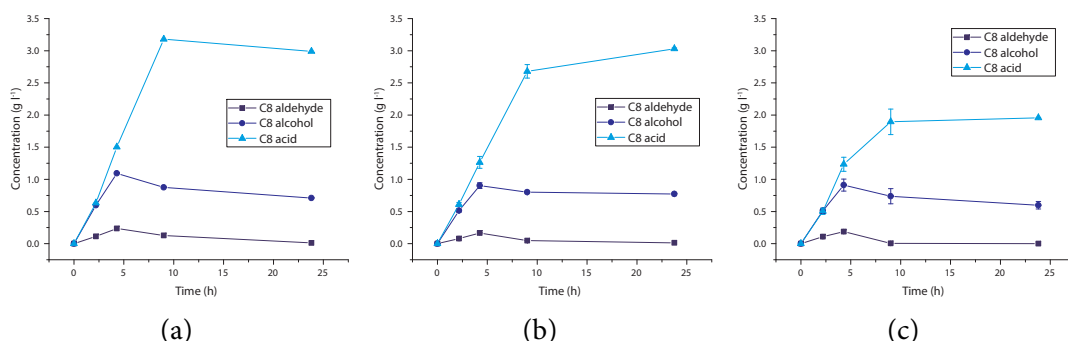 3.5
3.0
2.5
2.0
1.5
1.0
0.5
0.0
Concentration (g l⁻¹)
C8 aldehyde
C8 alcohol
C8 acid
0 5 10 15 20 25
Time (h)
(a)
3.5
3.0
2.5
2.0
1.5
1.0
0.5
0.0
Concentration (g l⁻¹)
C8 aldehyde
C8 alcohol
C8 acid
0 5 10 15 20 25
Time (h)
(b)
3.5
3.0
2.5
2.0
1.5
1.0
0.5
0.0
Concentration (g l⁻¹)
C8 aldehyde
C8 alcohol
C8 acid
0 5 10 15 20 25
Time (h)
(c)